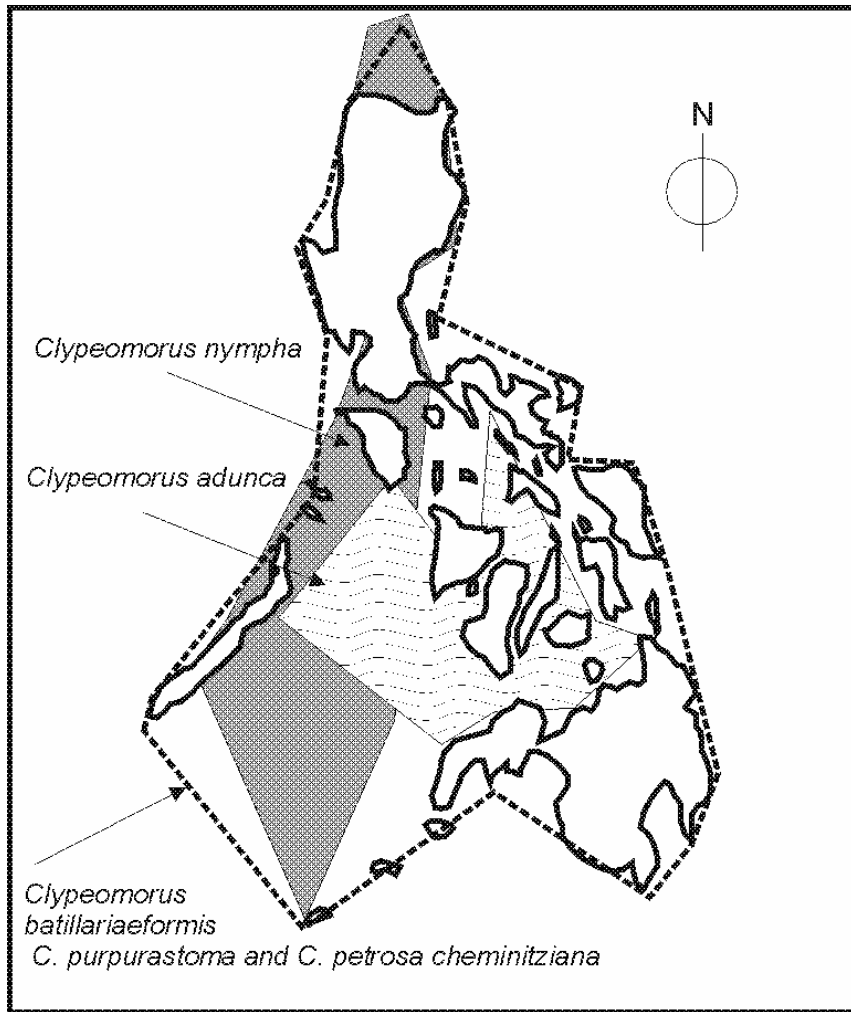 N
Clypeomorus nympha
Clypeomorus adunca
Clypeomorus
batillariaeformis
C. purpurastoma and C. petrosa cheminitziana